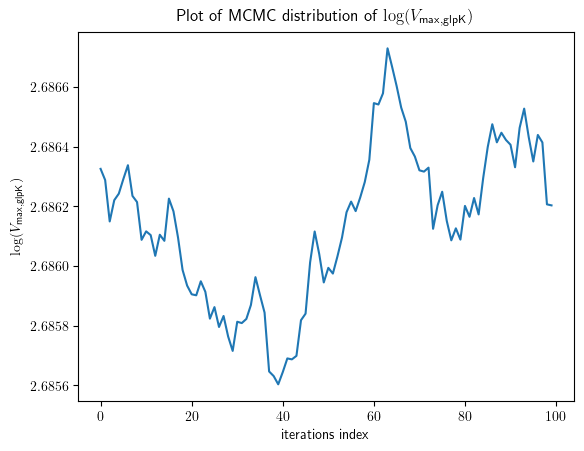 Plot of MCMC distribution of log(V_max,glpK)
log(V_max,glpK)
2.6866
2.6864
2.6862
2.6860
2.6858
2.6856
0 20 40 60 80 100
iterations index